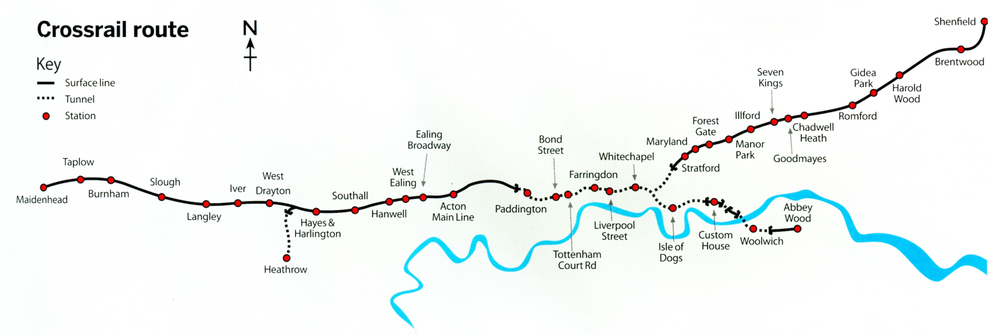 Crossrail route
N
Key
Surface line
Tunnel
Station
Maidenhead
Taplow
Burnham
Slough
Langley
Iver
West
Drayton
Heathrow
Hayes &
Harlington
Southall
Hanwell
West
Ealing
Ealing
Broadway
Acton
Main Line
Paddington
Bond
Street
Tottenham
Court Rd
Farringdon
Liverpool
Street
Whitechapel
Isle of
Dogs
Custom
House
Woolwich
Abbey
Wood
Stratford
Maryland
Forest
Gate
Manor
Park
Illford
Seven
Kings
Goodmayes
Chadwell
Heath
Romford
Gidea
Park
Harold
Wood
Brentwood
Shenfield